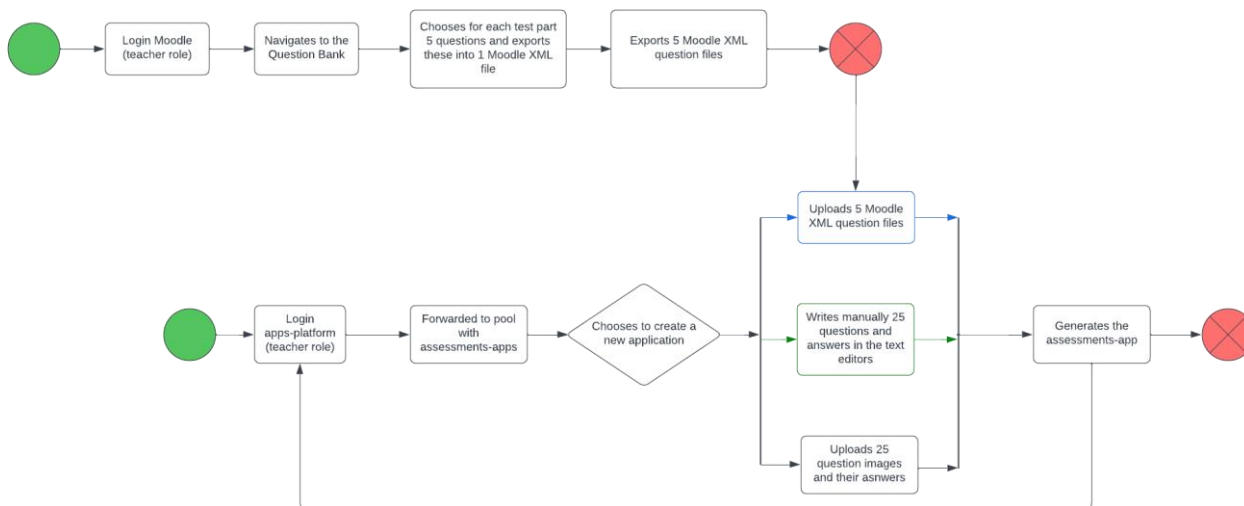 Login Moodle
(teacher role)
Navigates to the
Question Bank
Chooses for each test part
5 questions and exports
these into 1 Moodle XML
file
Exports 5 Moodle XML
question files
Uploads 5 Moodle
XML question files
Login
apps-platform
(teacher role)
Forwarded to pool
with
assessments-apps
Chooses to create a
new application
Writes manually 25
questions and
answers in the text
editors
Generates the
assessments-app
Uploads 25
question images
and their asnwers